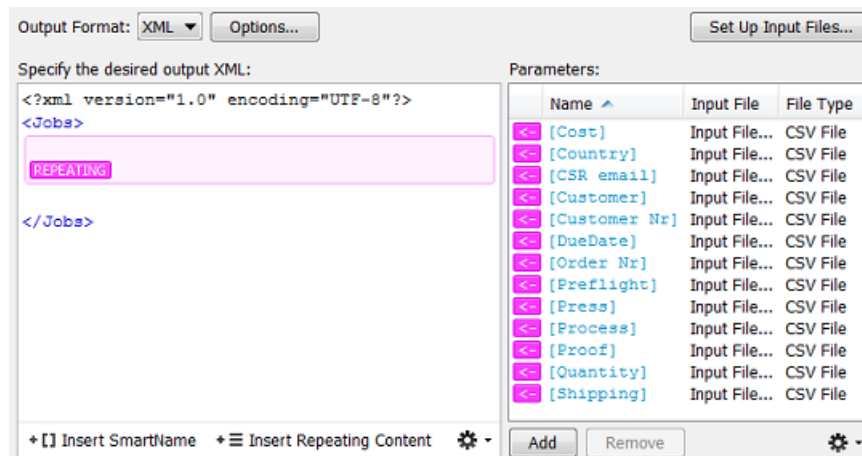 Output Format: XML Options... Set Up Input Files...
Specify the desired output XML: Parameters:
<?xml version="1.0" encoding="UTF-8"?>
<Jobs>
REPEATING
</Jobs>
+[] Insert SmartName +≡ Insert Repeating Content
Name Input File File Type
<- [Cost] Input File... CSV File
<- [Country] Input File... CSV File
<- [CSR email] Input File... CSV File
<- [Customer] Input File... CSV File
<- [Customer Nr] Input File... CSV File
<- [DueDate] Input File... CSV File
<- [Order Nr] Input File... CSV File
<- [Preflight] Input File... CSV File
<- [Press] Input File... CSV File
<- [Process] Input File... CSV File
<- [Proof] Input File... CSV File
<- [Quantity] Input File... CSV File
<- [Shipping] Input File... CSV File
Add Remove